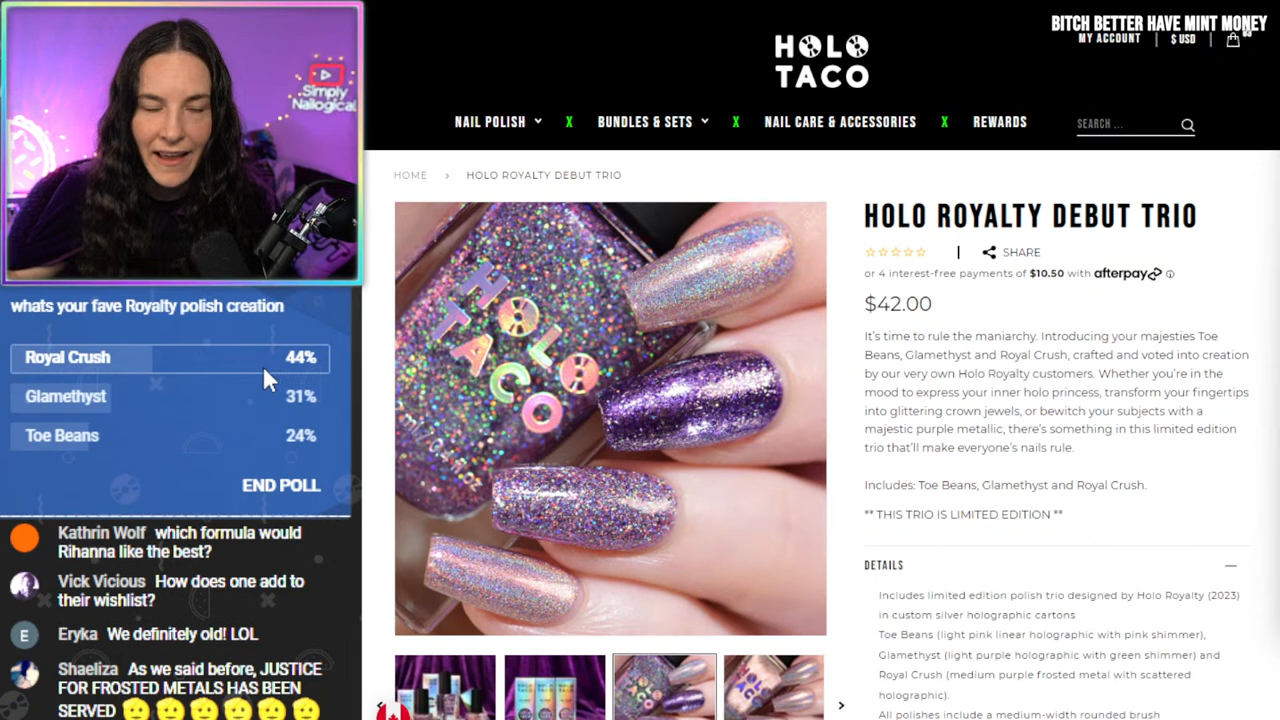 Simply
Nailogical
whats your fave Royalty polish creation
Royal Crush 44%
Glamethyst 31%
Toe Beans 24%
END POLL
Kathrin Wolf which formula would
Rihanna like the best?
Vick Vicious How does one add to
their wishlist?
E
Eryka We definitely old! LOL
Shaeliza As we said before, JUSTICE
FOR FROSTED METALS HAS BEEN
SERVED
BITCH BETTER HAVE MINT MONEY
MY ACCOUNT | $ USD |
HOLO
TACO
NAIL POLISH X BUNDLES & SETS X NAIL CARE & ACCESSORIES X REWARDS
SEARCH ...
HOME > HOLO ROYALTY DEBUT TRIO
HOLO
TACO
HOLO ROYALTY DEBUT TRIO
| SHARE
or 4 interest-free payments of $10.50 with afterpay
$42.00
It's time to rule the maniarchy. Introducing your majesties Toe
Beans, Glamethyst and Royal Crush, crafted and voted into creation
by our very own Holo Royalty customers. Whether you're in the
mood to express your inner holo princess, transform your fingertips
into glittering crown jewels, or bewitch your subjects with a
majestic purple metallic, there's something in this limited edition
trio that'll make everyone's nails rule.
Includes: Toe Beans, Glamethyst and Royal Crush.
** THIS TRIO IS LIMITED EDITION **
DETAILS
Includes limited edition polish trio designed by Holo Royalty (2023)
in custom silver holographic cartons
Toe Beans (light pink linear holographic with pink shimmer),
Glamethyst (light purple holographic with green shimmer) and
Royal Crush (medium purple frosted metal with scattered
holographic).
All polishes include a medium-width rounded brush